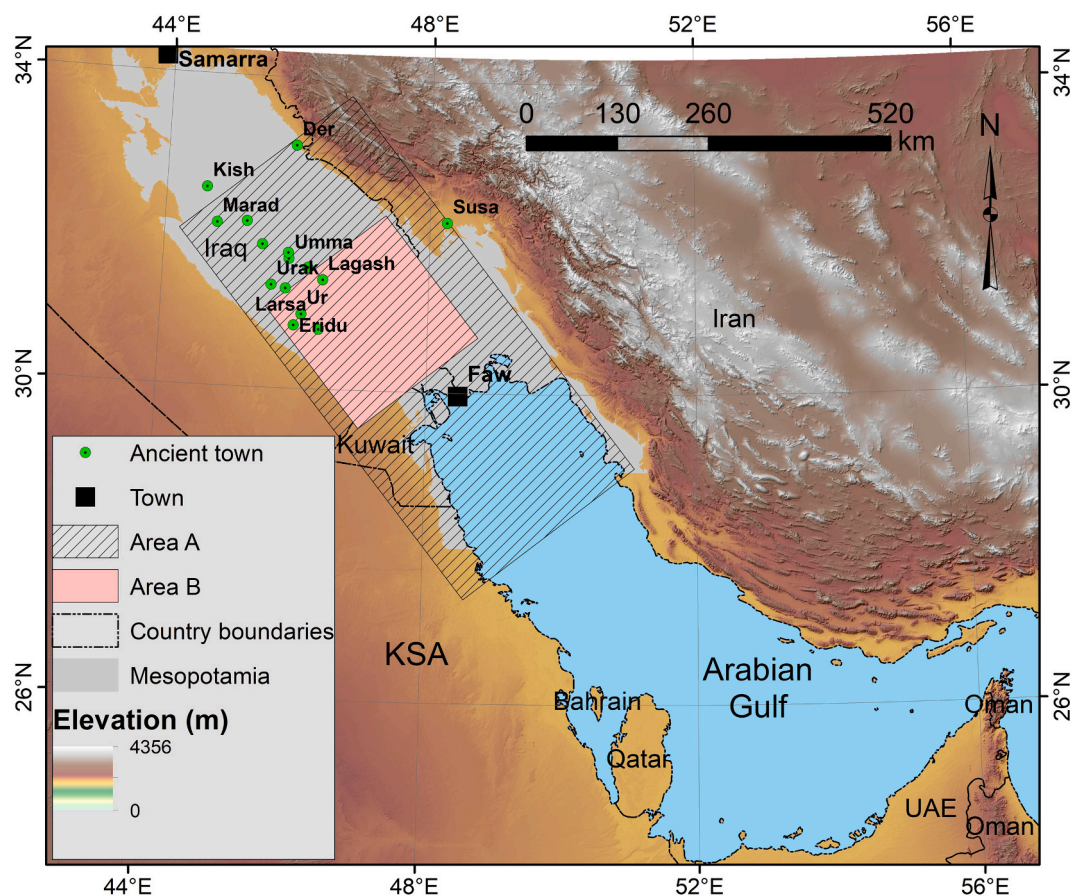 44°E
48°E
52°E
56°E
34°N
34°N
Samarra
0
130
260
520
km
N
Der
Kish
Marad
Susa
Iraq
Umma
Urak
Lagash
Larsa
Ur
Eridu
Iran
30°N
30°N
Faw
Kuwait
Ancient town
Town
Area A
Area B
Country boundaries
Mesopotamia
Elevation (m)
4356
0
KSA
Arabian
Gulf
Bahrain
Qatar
Oman
UAE
Oman
26°N
26°N
44°E
48°E
52°E
56°E